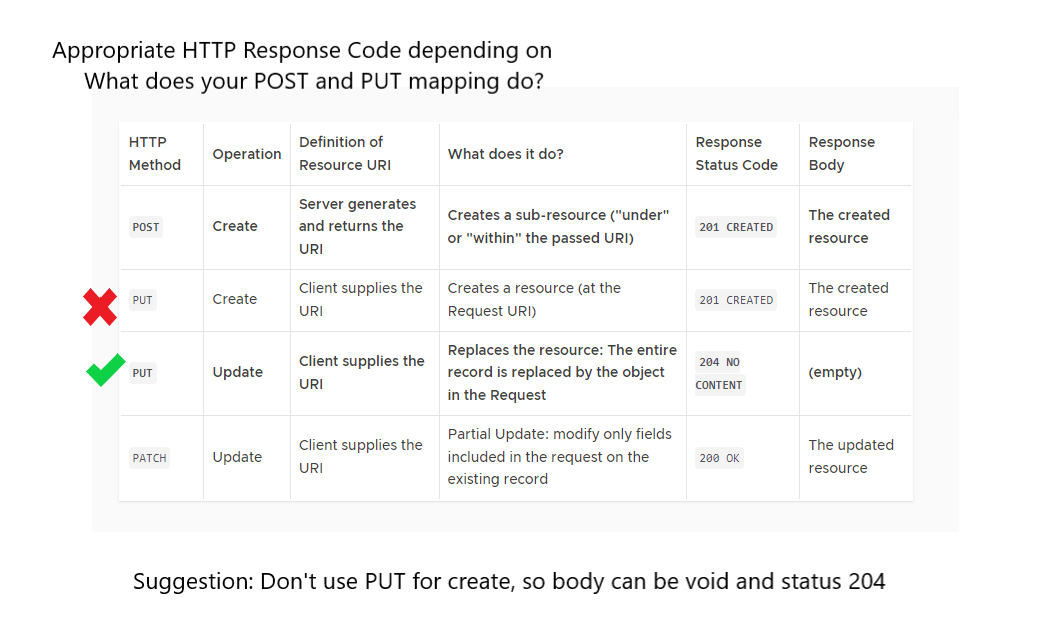 Appropriate HTTP Response Code depending on
What does your POST and PUT mapping do?
HTTP Method | Operation | Definition of Resource URI | What does it do? | Response Status Code | Response Body
POST | Create | Server generates and returns the URI | Creates a sub-resource ("under" or "within" the passed URI) | 201 CREATED | The created resource
PUT | Create | Client supplies the URI | Creates a resource (at the Request URI) | 201 CREATED | The created resource
PUT | Update | Client supplies the URI | Replaces the resource: The entire record is replaced by the object in the Request | 204 NO CONTENT | (empty)
PATCH | Update | Client supplies the URI | Partial Update: modify only fields included in the request on the existing record | 200 OK | The updated resource
Suggestion: Don't use PUT for create, so body can be void and status 204